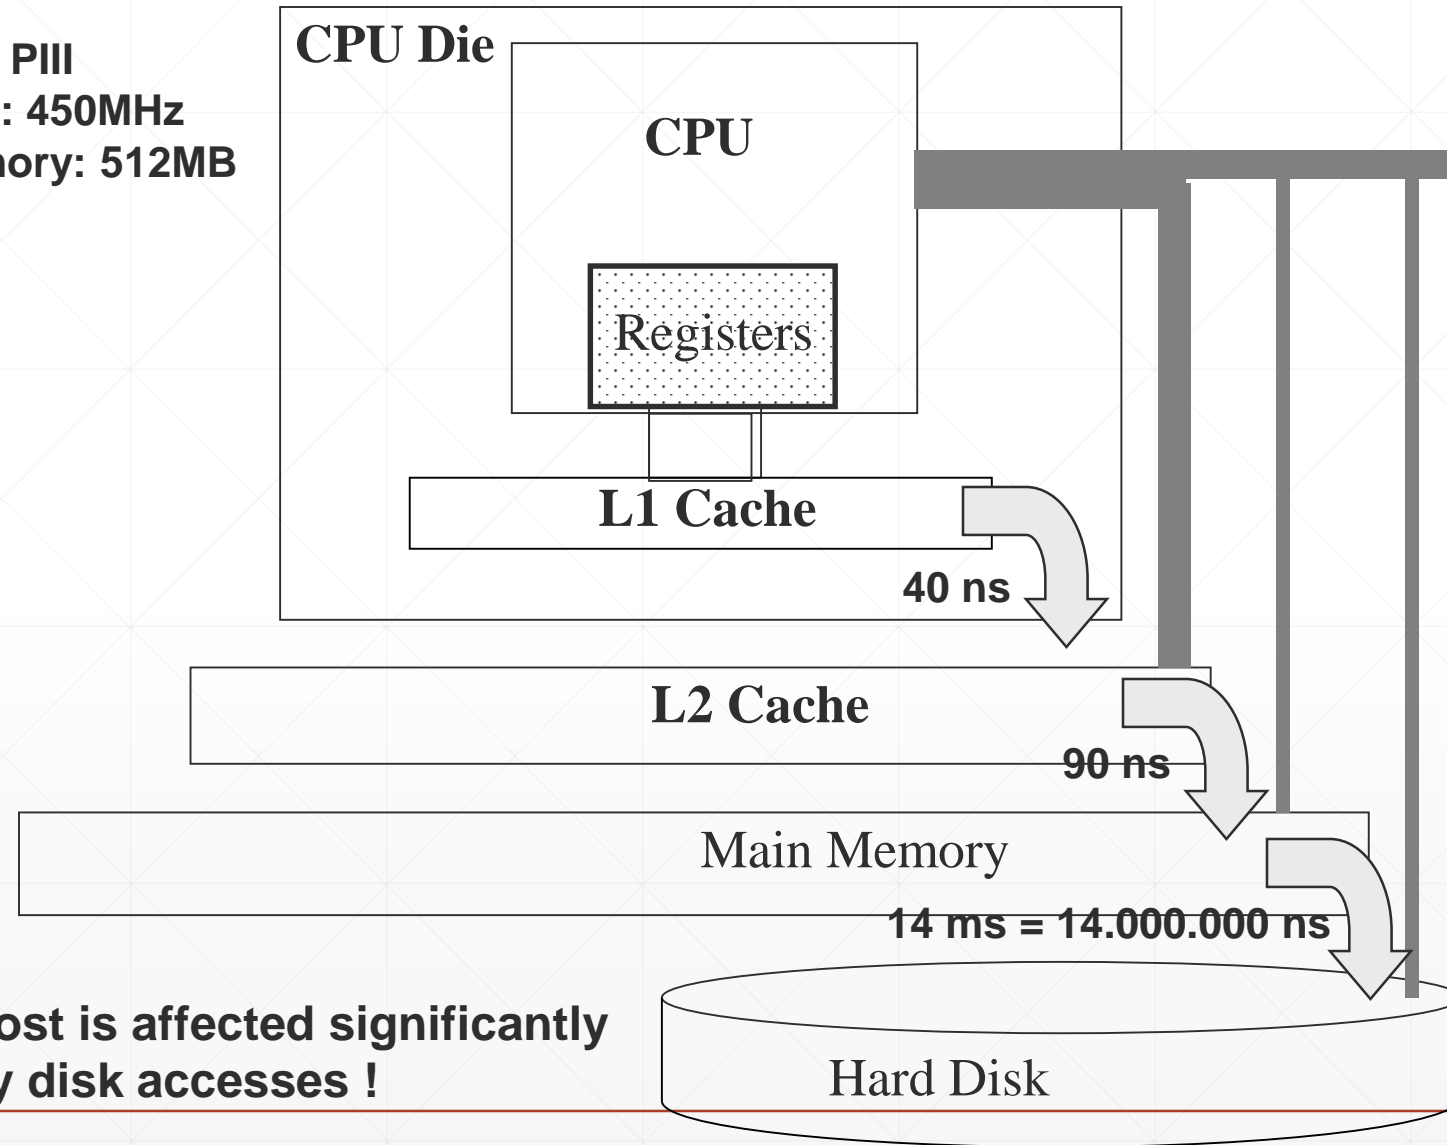 CPU Die
PIII
: 450MHz
nory: 512MB
CPU
Registers
L1 Cache
40 ns
L2 Cache
90 ns
Main Memory
14 ms = 14.000.000 ns
ost is affected significantly
y disk accesses !
Hard Disk